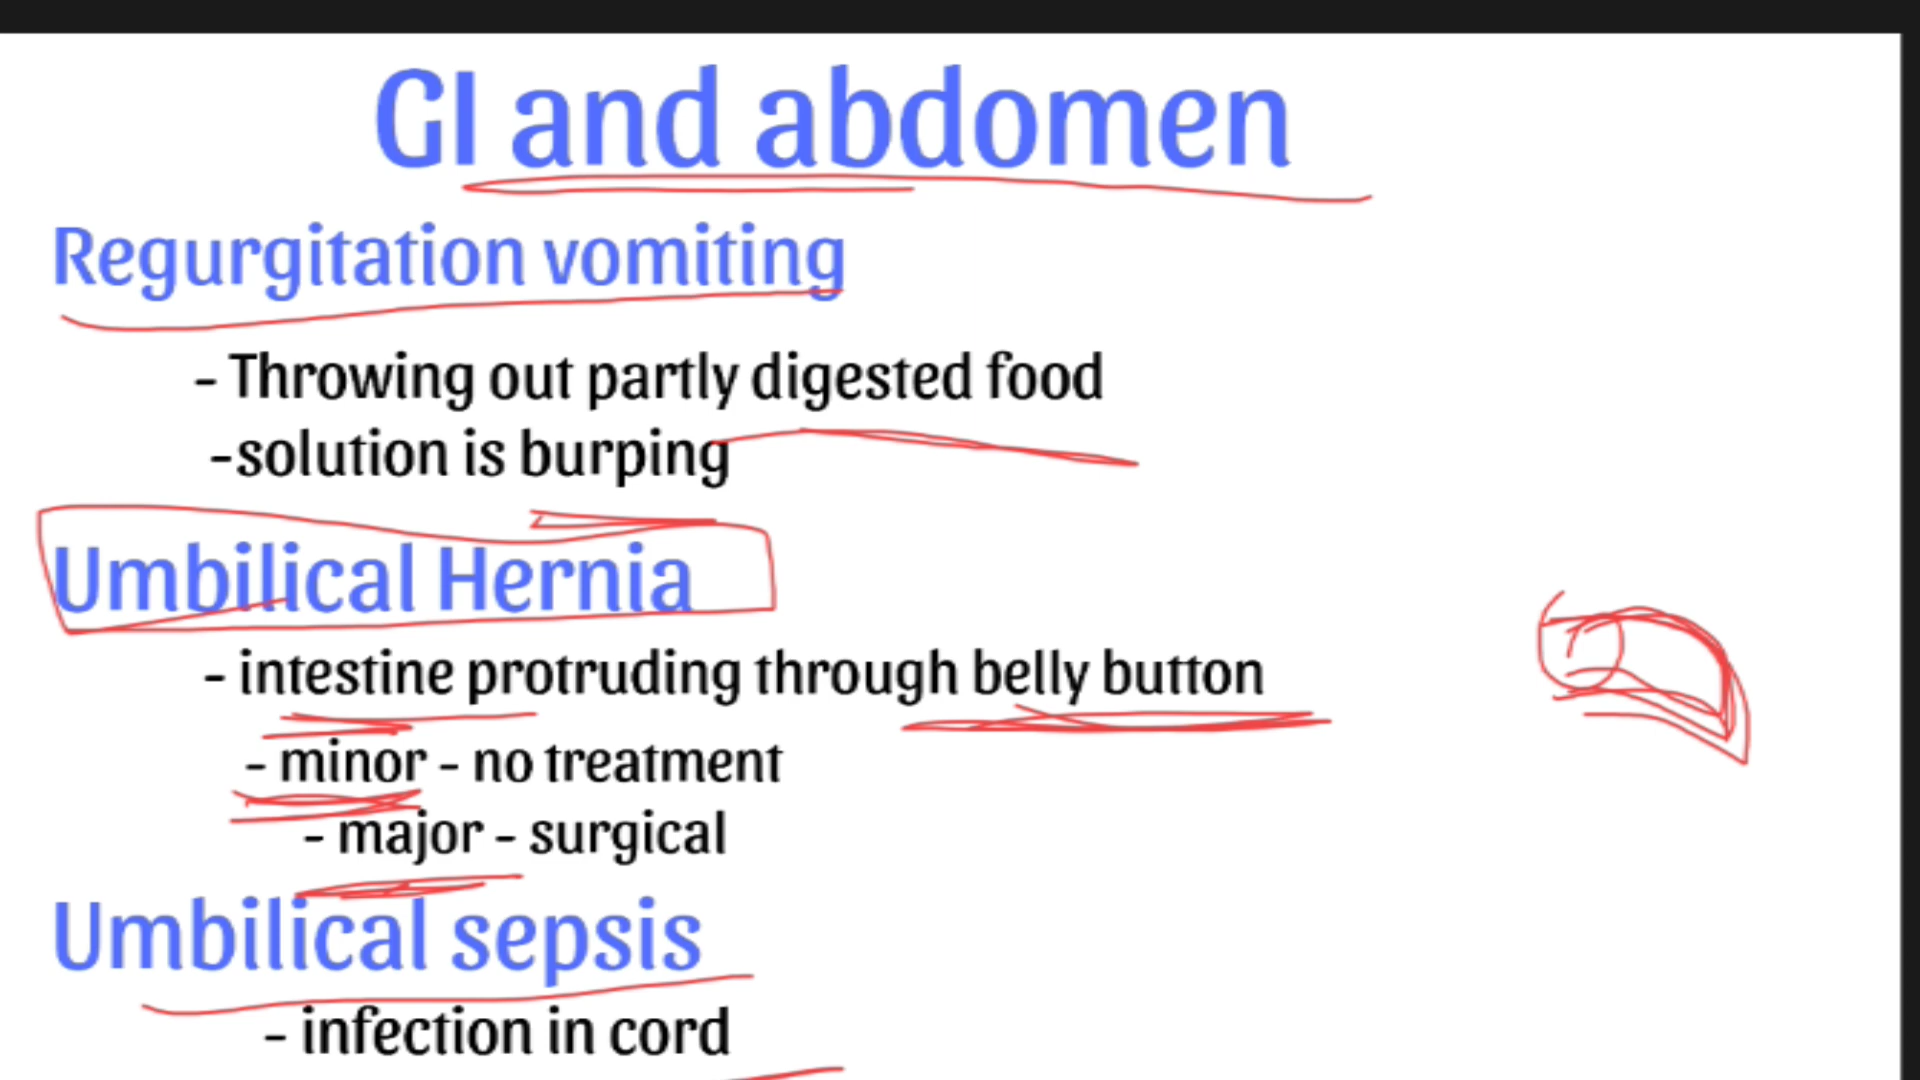 GI and abdomen
Regurgitation vomiting
- Throwing out partly digested food
-solution is burping
Umbilical Hernia
- intestine protruding through belly button
- minor - no treatment
- major - surgical
Umbilical sepsis
- infection in cord